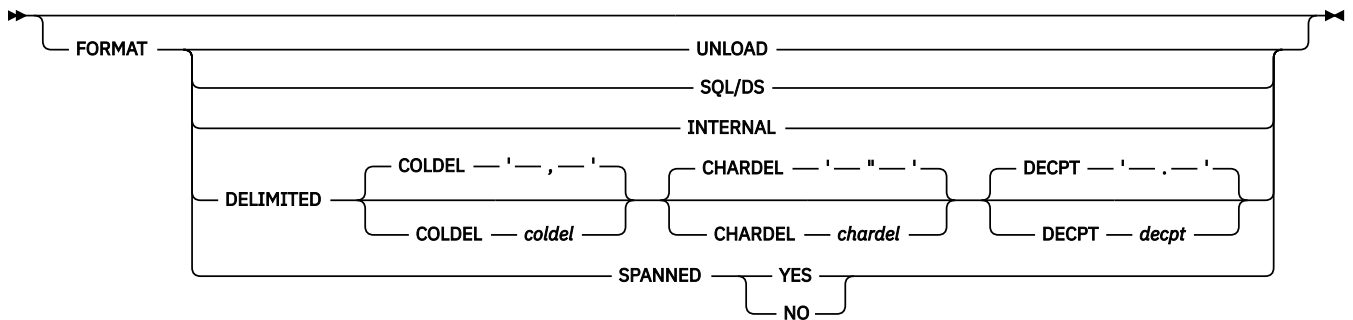 FORMAT UNLOAD
SQL/DS
INTERNAL
COLDEL ' , ' CHARDEL ' " ' DECPT ' . '
DELIMITED
COLDEL coldel CHARDEL chardel DECPT decpt
SPANNED YES
NO